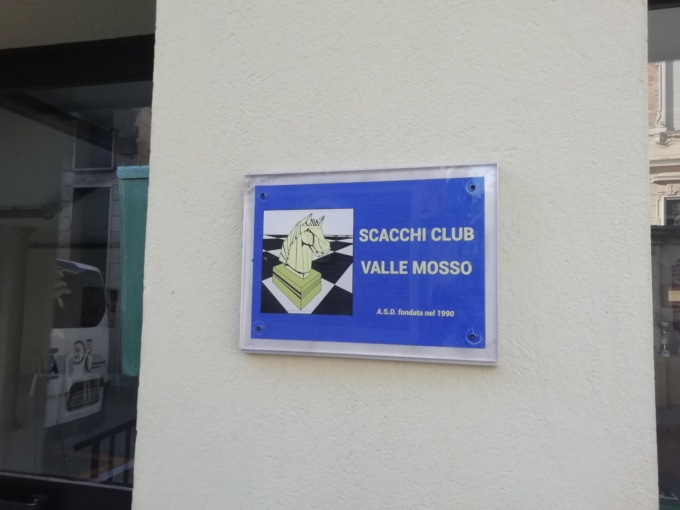 SCACCHI CLUB
VALLE MOSSO
A.S.D. fondata nel 1990